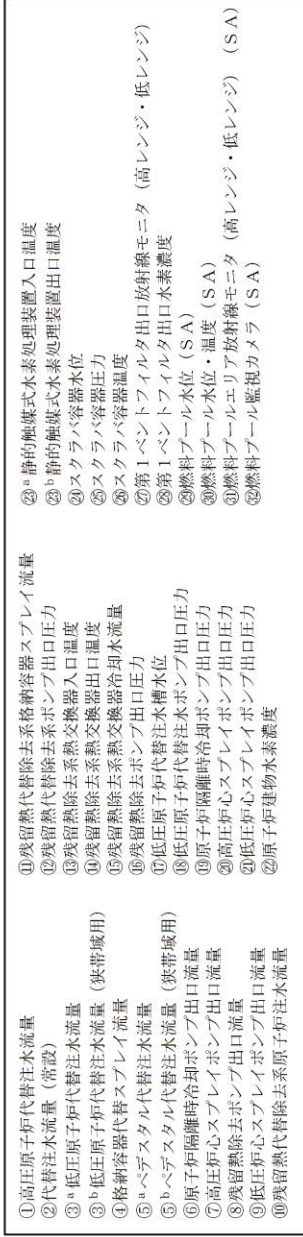 ①高圧原子炉代替注水流量
②代替注水流量（常設）
③ᵃ低圧原子炉代替注水流量
③ᵇ低圧原子炉代替注水流量（狭帯域用）
④格納容器代替スプレイ流量
⑤ᵃペデスタル代替注水流量
⑤ᵇペデスタル代替注水流量（狭帯域用）
⑥原子炉隔離時冷却ポンプ出口流量
⑦高圧炉心スプレイポンプ出口流量
⑧残留熱除去ポンプ出口流量
⑨低圧炉心スプレイポンプ出口流量
⑩残留熱代替除去系原子炉注水流量
⑪残留熱代替除去系格納容器スプレイ流量
⑫残留熱代替除去系ポンプ出口圧力
⑬残留熱除去系熱交換器入口温度
⑭残留熱除去系熱交換器出口温度
⑮残留熱除去系熱交換器冷却水流量
⑯残留熱除去ポンプ出口圧力
⑰低圧原子炉代替注水槽水位
⑱低圧原子炉代替注水ポンプ出口圧力
⑲原子炉隔離時冷却ポンプ出口圧力
⑳高圧炉心スプレイポンプ出口圧力
㉑低圧炉心スプレイポンプ出口圧力
㉒原子炉建物水素濃度
㉓ᵃ静的触媒式水素処理装置入口温度
㉓ᵇ静的触媒式水素処理装置出口温度
㉔スクラバ容器水位
㉕スクラバ容器圧力
㉖スクラバ容器温度
㉗第１ベントフィルタ出口放射線モニタ（高レンジ・低レンジ）
㉘第１ベントフィルタ出口水素濃度
㉙燃料プール水位（ＳＡ）
㉚燃料プール水位・温度（ＳＡ）
㉛燃料プールエリア放射線モニタ（高レンジ・低レンジ）（ＳＡ）
㉜燃料プール監視カメラ（ＳＡ）